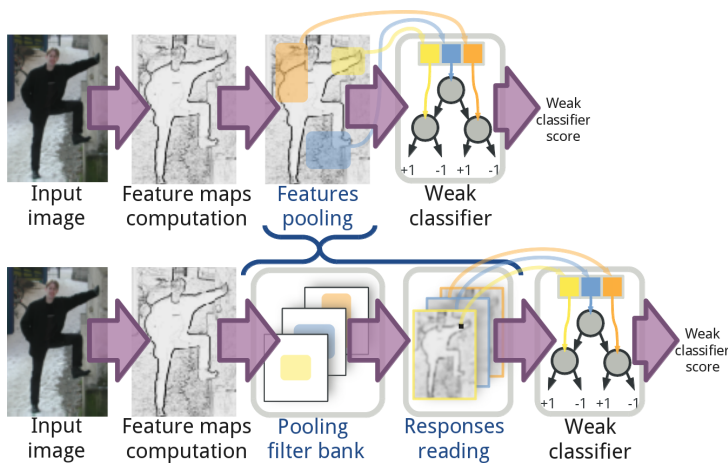 Weak
classifier
score
+1 -1 +1 -1
Input
image
Feature maps
computation
Features
pooling
Weak
classifier
Weak
classifier
score
+1 -1 +1 -1
Input
image
Feature maps
computation
Pooling
filter bank
Responses
reading
Weak
classifier